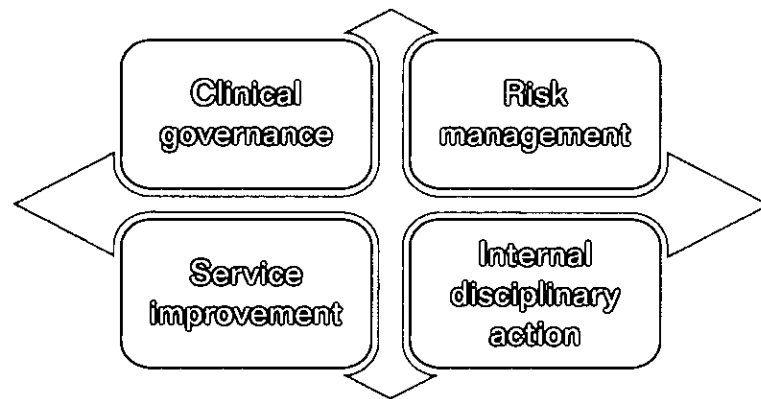 Clinical
governance
Risk
management
Service
improvement
Internal
disciplinary
action